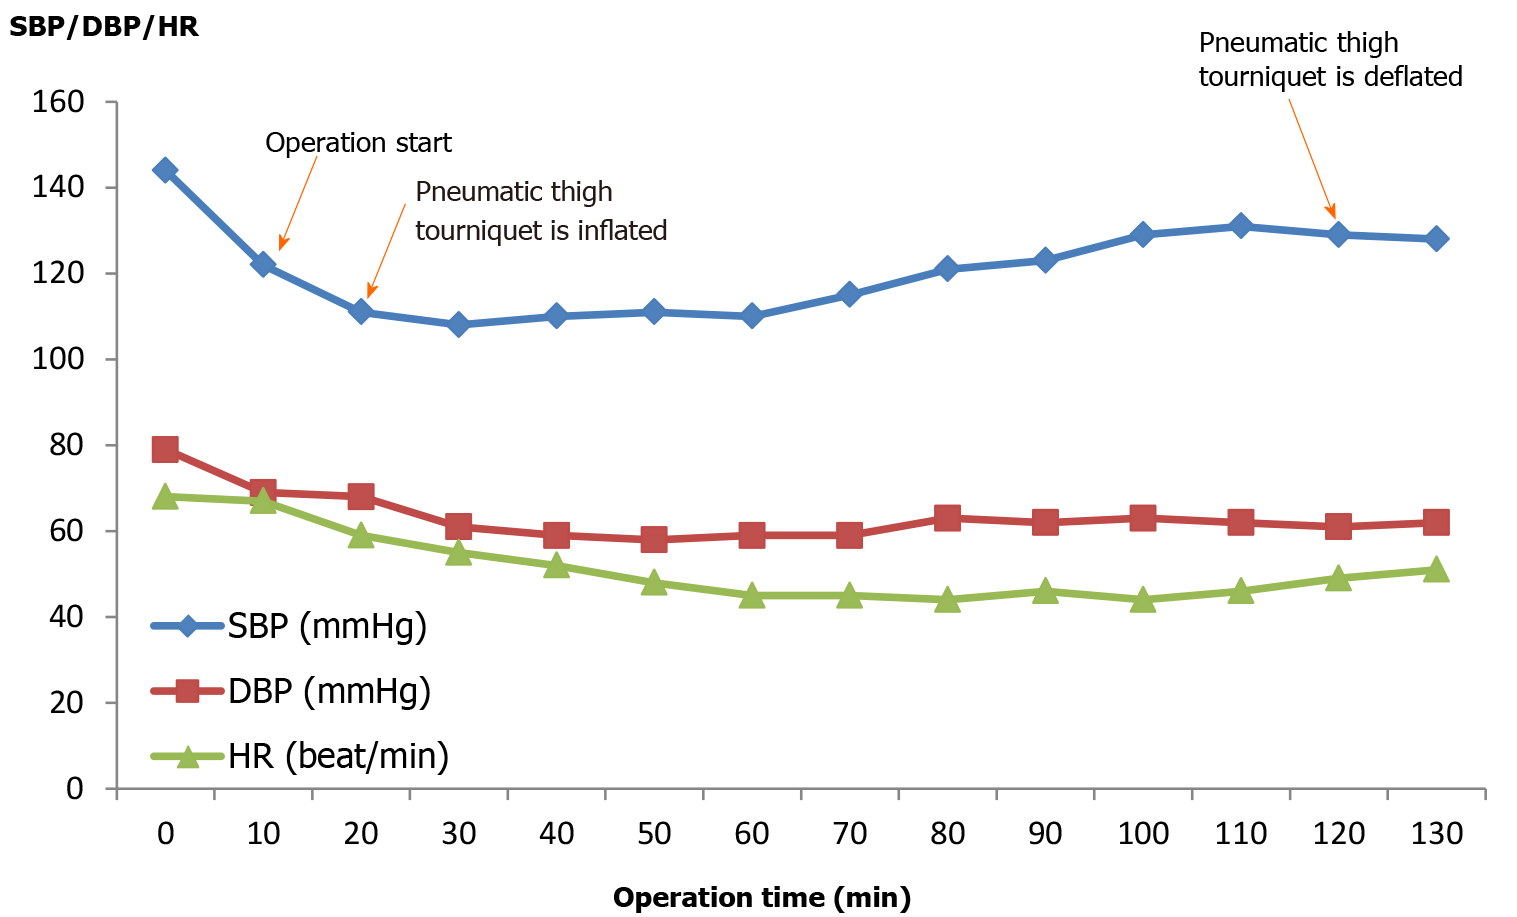 SBP/DBP/HR
Pneumatic thigh
tourniquet is deflated
160
Operation start
140
Pneumatic thigh
tourniquet is inflated
120
100
80
60
40
20
0
SBP (mmHg)
DBP (mmHg)
HR (beat/min)
0 10 20 30 40 50 60 70 80 90 100 110 120 130
Operation time (min)